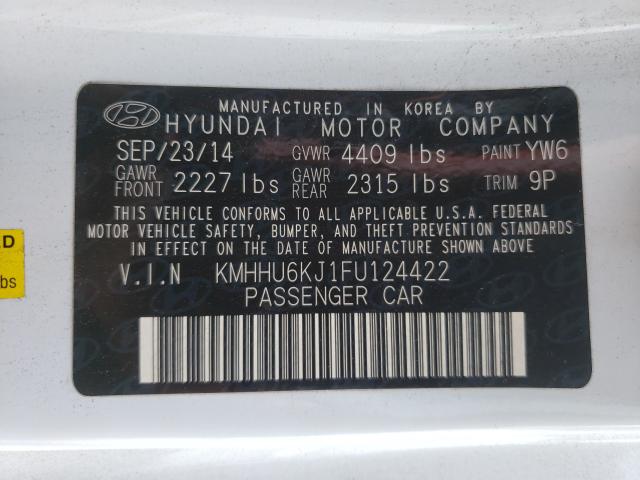 MANUFACTURED IN KOREA BY
HYUNDAI MOTOR COMPANY
SEP/23/14 GVWR 4409 lbs PAINT YW6
GAWR FRONT 2227 lbs GAWR REAR 2315 lbs TRIM 9P
THIS VEHICLE CONFORMS TO ALL APPLICABLE U.S.A. FEDERAL
MOTOR VEHICLE SAFETY, BUMPER, AND THEFT PREVENTION STANDARDS
IN EFFECT ON THE DATE OF MANUFACTURE SHOWN ABOVE
V.I.N KMHHU6KJ1FU124422
PASSENGER CAR
ED
lbs